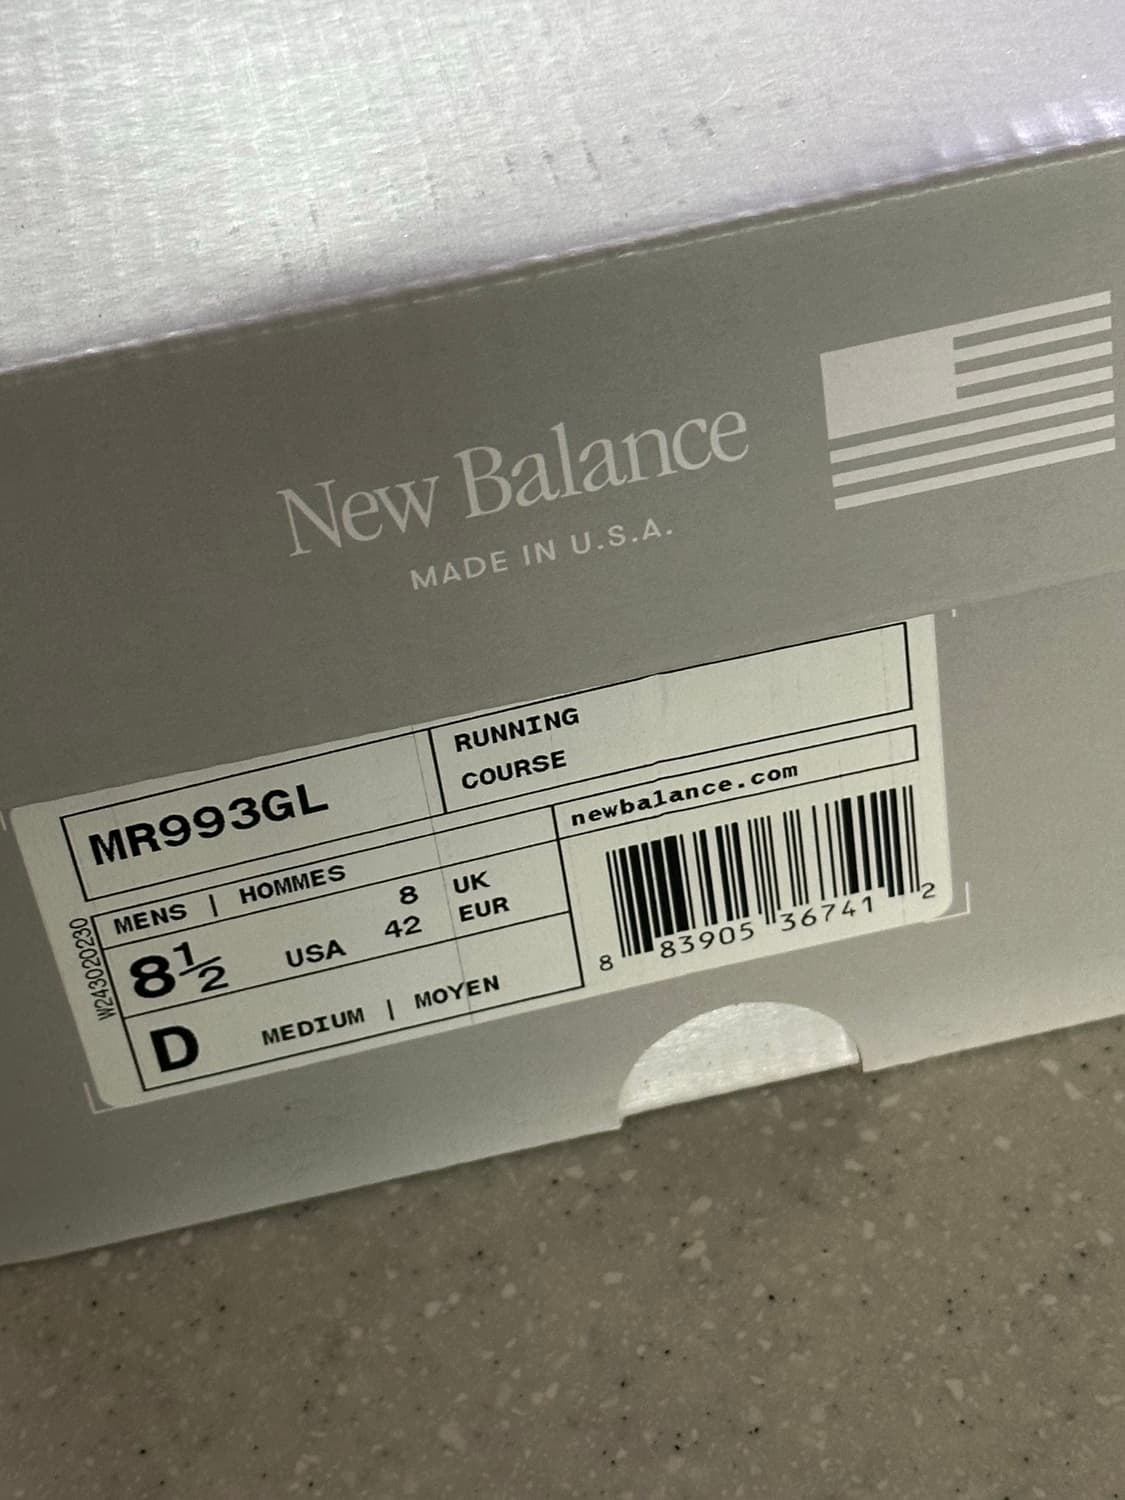 New Balance
MADE IN U.S.A.
MR993GL
RUNNING
COURSE
newbalance.com
MENS | HOMMES
8½ USA 8 UK
42 EUR
D MEDIUM | MOYEN
W243020230
8 83905 36741 2